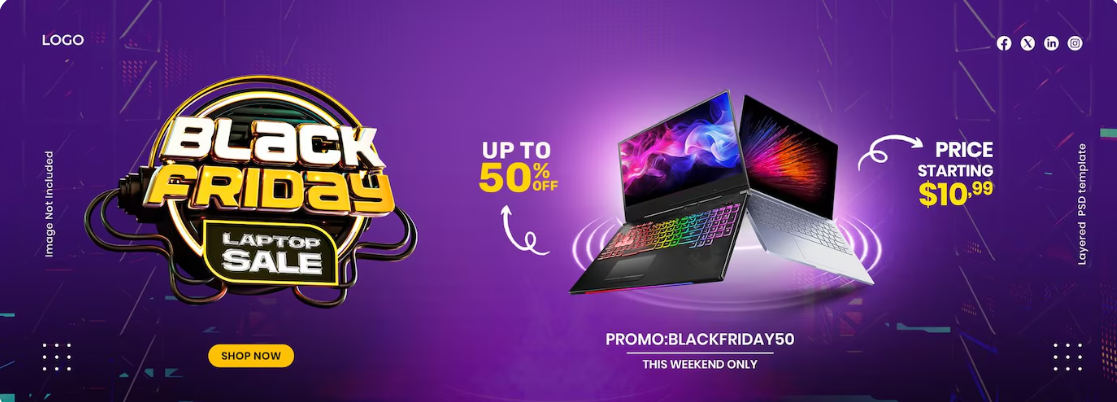 LOGO
Image Not Included
BLACK
FRIDAY
LAPTOP
SALE
SHOP NOW
UP TO
50%
OFF
PROMO:BLACKFRIDAY50
THIS WEEKEND ONLY
PRICE
STARTING
$10,99
Layered PSD template